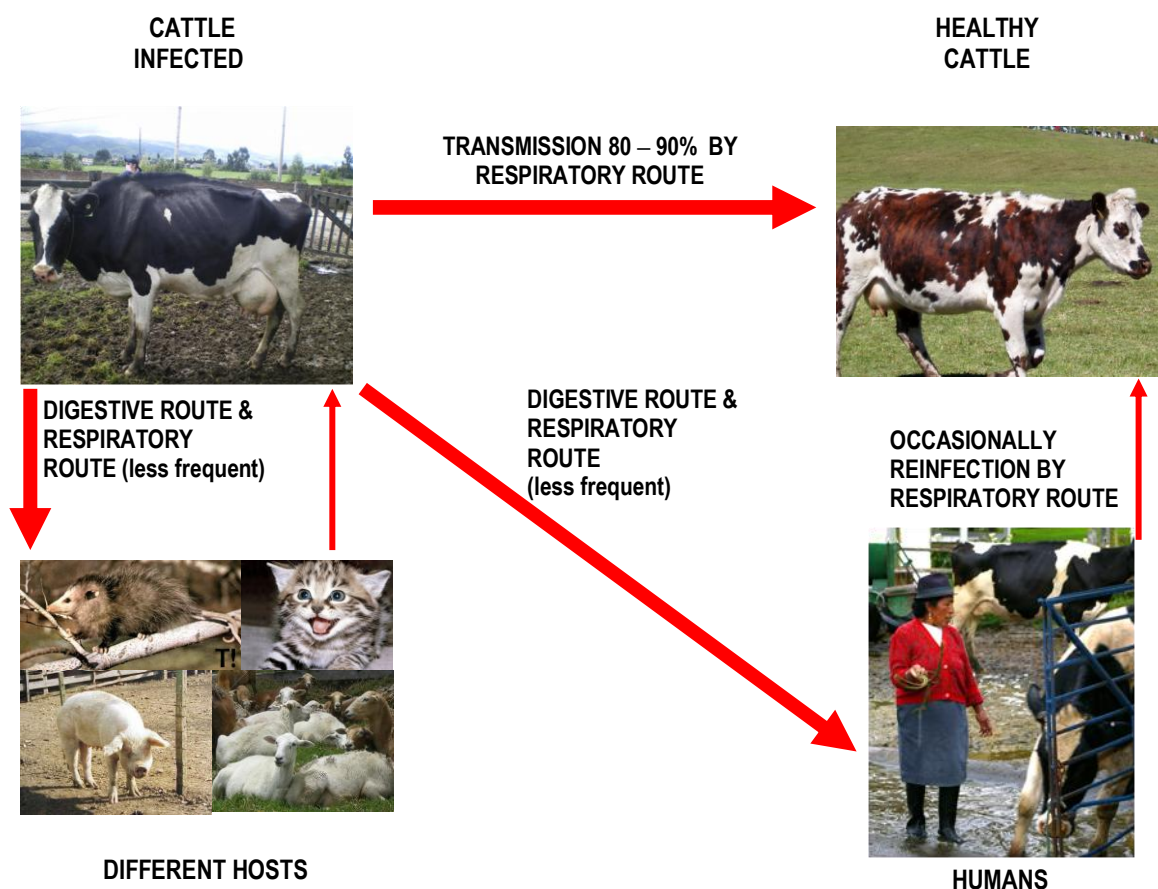 CATTLE
INFECTED
HEALTHY
CATTLE
TRANSMISSION 80 – 90% BY
RESPIRATORY ROUTE
DIGESTIVE ROUTE &
RESPIRATORY
ROUTE (less frequent)
DIGESTIVE ROUTE &
RESPIRATORY
ROUTE
(less frequent)
OCCASIONALLY
REINFECTION BY
RESPIRATORY ROUTE
T!
DIFFERENT HOSTS
HUMANS